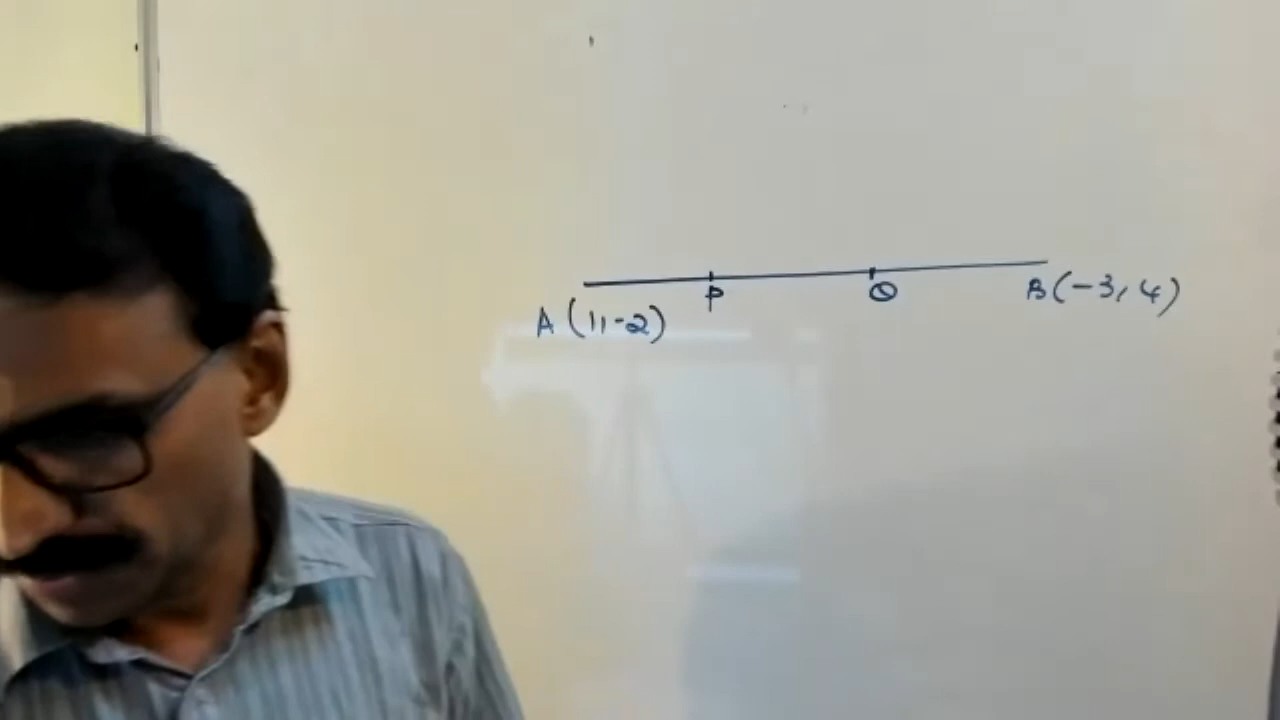 P Q B(-3, 4)
A (1,-2)